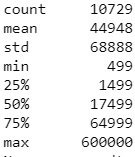 count 10729
mean 44948
std 68888
min 499
25% 1499
50% 17499
75% 64999
max 600000